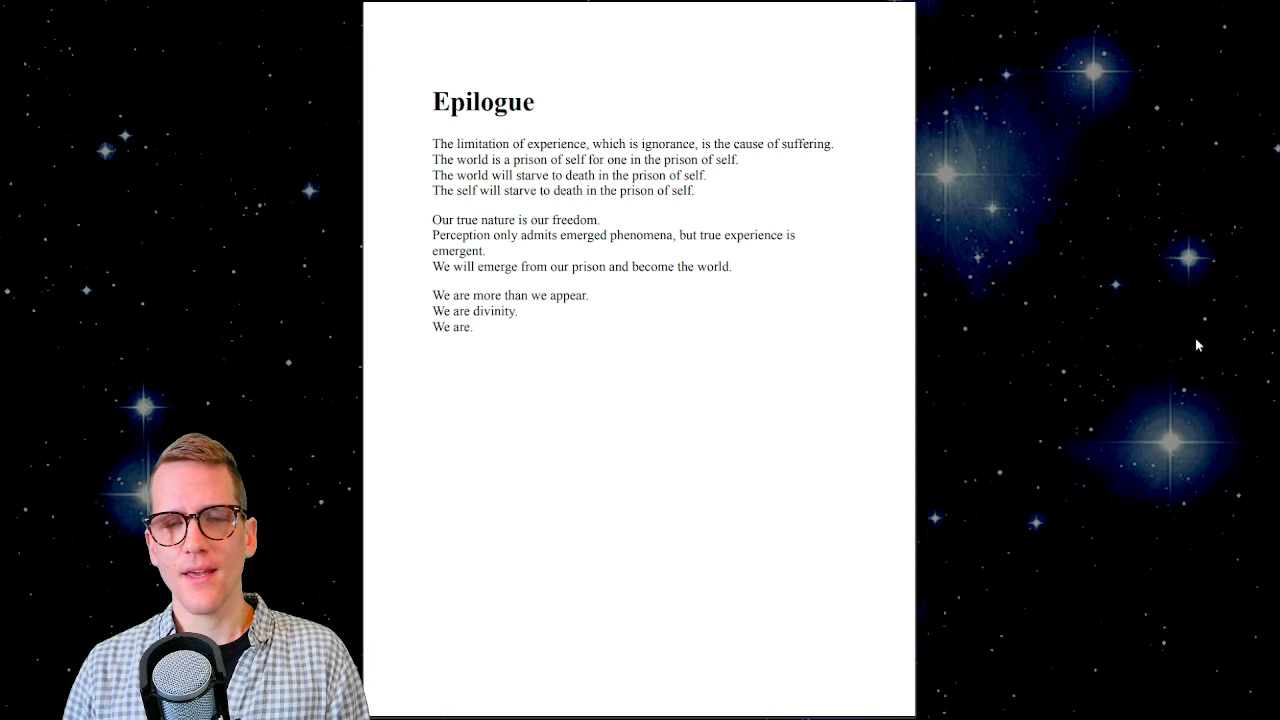 Epilogue
The limitation of experience, which is ignorance, is the cause of suffering.
The world is a prison of self for one in the prison of self.
The world will starve to death in the prison of self.
The self will starve to death in the prison of self.
Our true nature is our freedom.
Perception only admits emerged phenomena, but true experience is
emergent.
We will emerge from our prison and become the world.
We are more than we appear.
We are divinity.
We are.